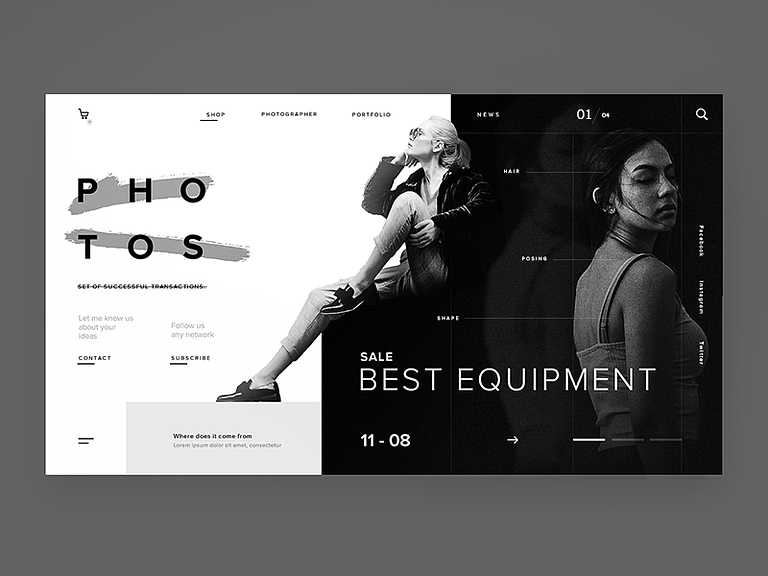 SHOP
PHOTOGRAPHER
PORTFOLIO
NEWS
01 / 04
PHO
TOS
SET OF SUCCESSFUL TRANSACTIONS.
Let me know us
about your
ideas
Follow us
any network
CONTACT
SUBSCRIBE
Where does it come from
Lorem ipsum dolor sit amet, consectetur
HAIR
POSING
SHAPE
SALE
BEST EQUIPMENT
11 - 08
Facebook
Instagram
Twitter